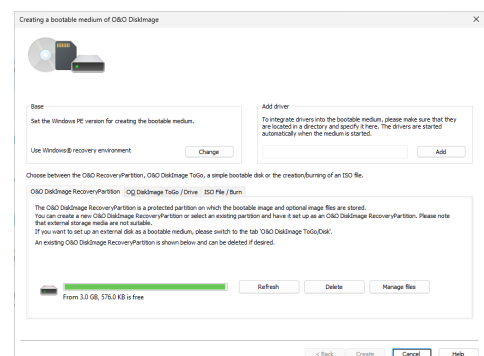 Creating a bootable medium of O&O DiskImage
Base
Set the Windows PE version for creating the bootable medium.
Use Windows® recovery environment
Change
Add driver
To integrate drivers into the bootable medium, please make sure that they
are located in a directory and specify it here. The drivers are started
automatically when the medium is started.
Add
Choose between the O&O RecoveryPartition, O&O DiskImage ToGo, a simple bootable disk or the creation/burning of an ISO file.
O&O DiskImage RecoveryPartition
OO DiskImage ToGo / Drive
ISO File / Burn
The O&O DiskImage RecoveryPartition is a protected partition on which the bootable image and optional image files are stored.
You can create a new O&O DiskImage RecoveryPartition or select an existing partition and have it set up as an O&O DiskImage RecoveryPartition. Please note
that external storage media are not suitable.
If you want to set up an external disk as a bootable medium, please switch to the tab 'O&O DiskImage ToGo/Disk'.
An existing O&O DiskImage RecoveryPartition is shown below and can be deleted if desired.
Refresh
Delete
Manage files
From 3.0 GB, 576.0 KB is free
< Back
Create
Cancel
Help